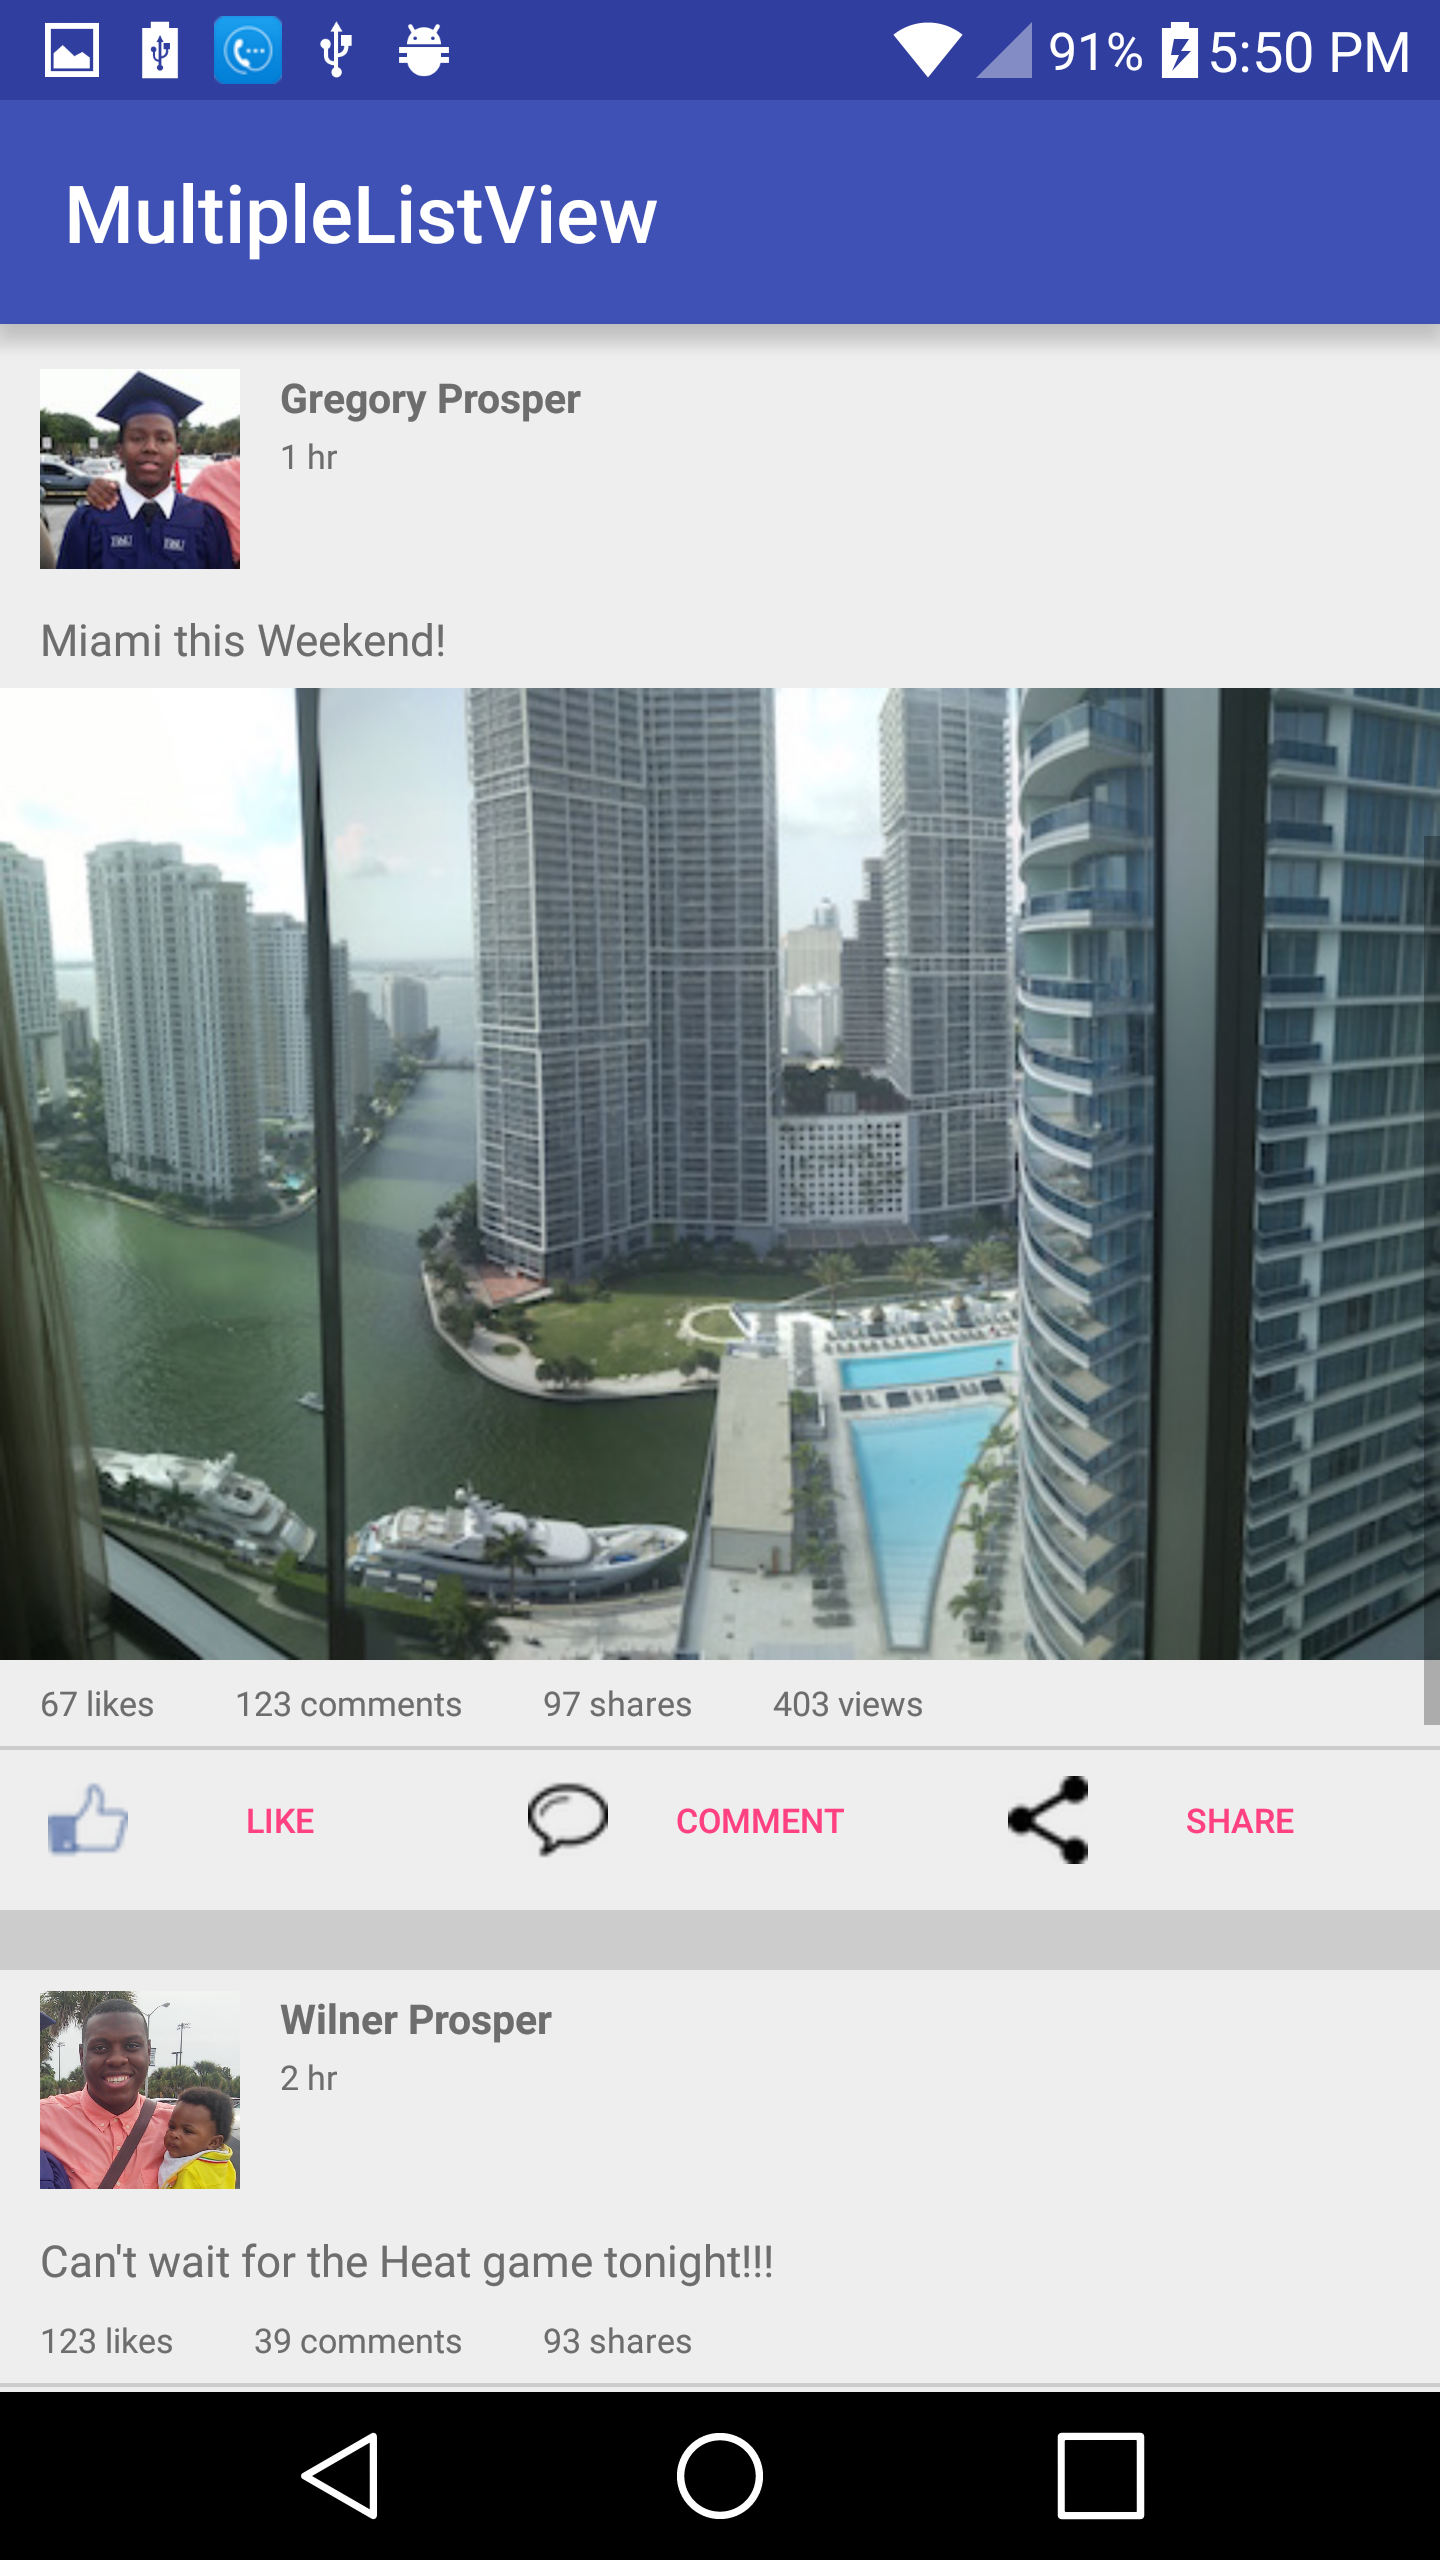 91% 5:50 PM
MultipleListView
Gregory Prosper
1 hr
Miami this Weekend!
67 likes 123 comments 97 shares 403 views
LIKE COMMENT SHARE
Wilner Prosper
2 hr
Can't wait for the Heat game tonight!!!
123 likes 39 comments 93 shares